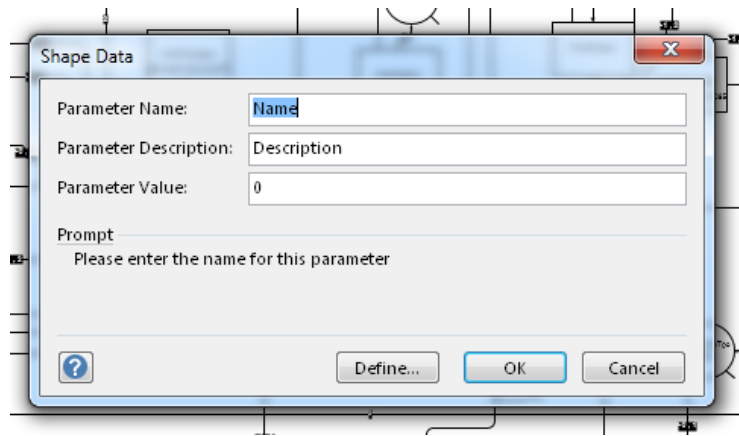 Shape Data
Parameter Name: Name
Parameter Description: Description
Parameter Value: 0
Prompt
Please enter the name for this parameter
? Define... OK Cancel